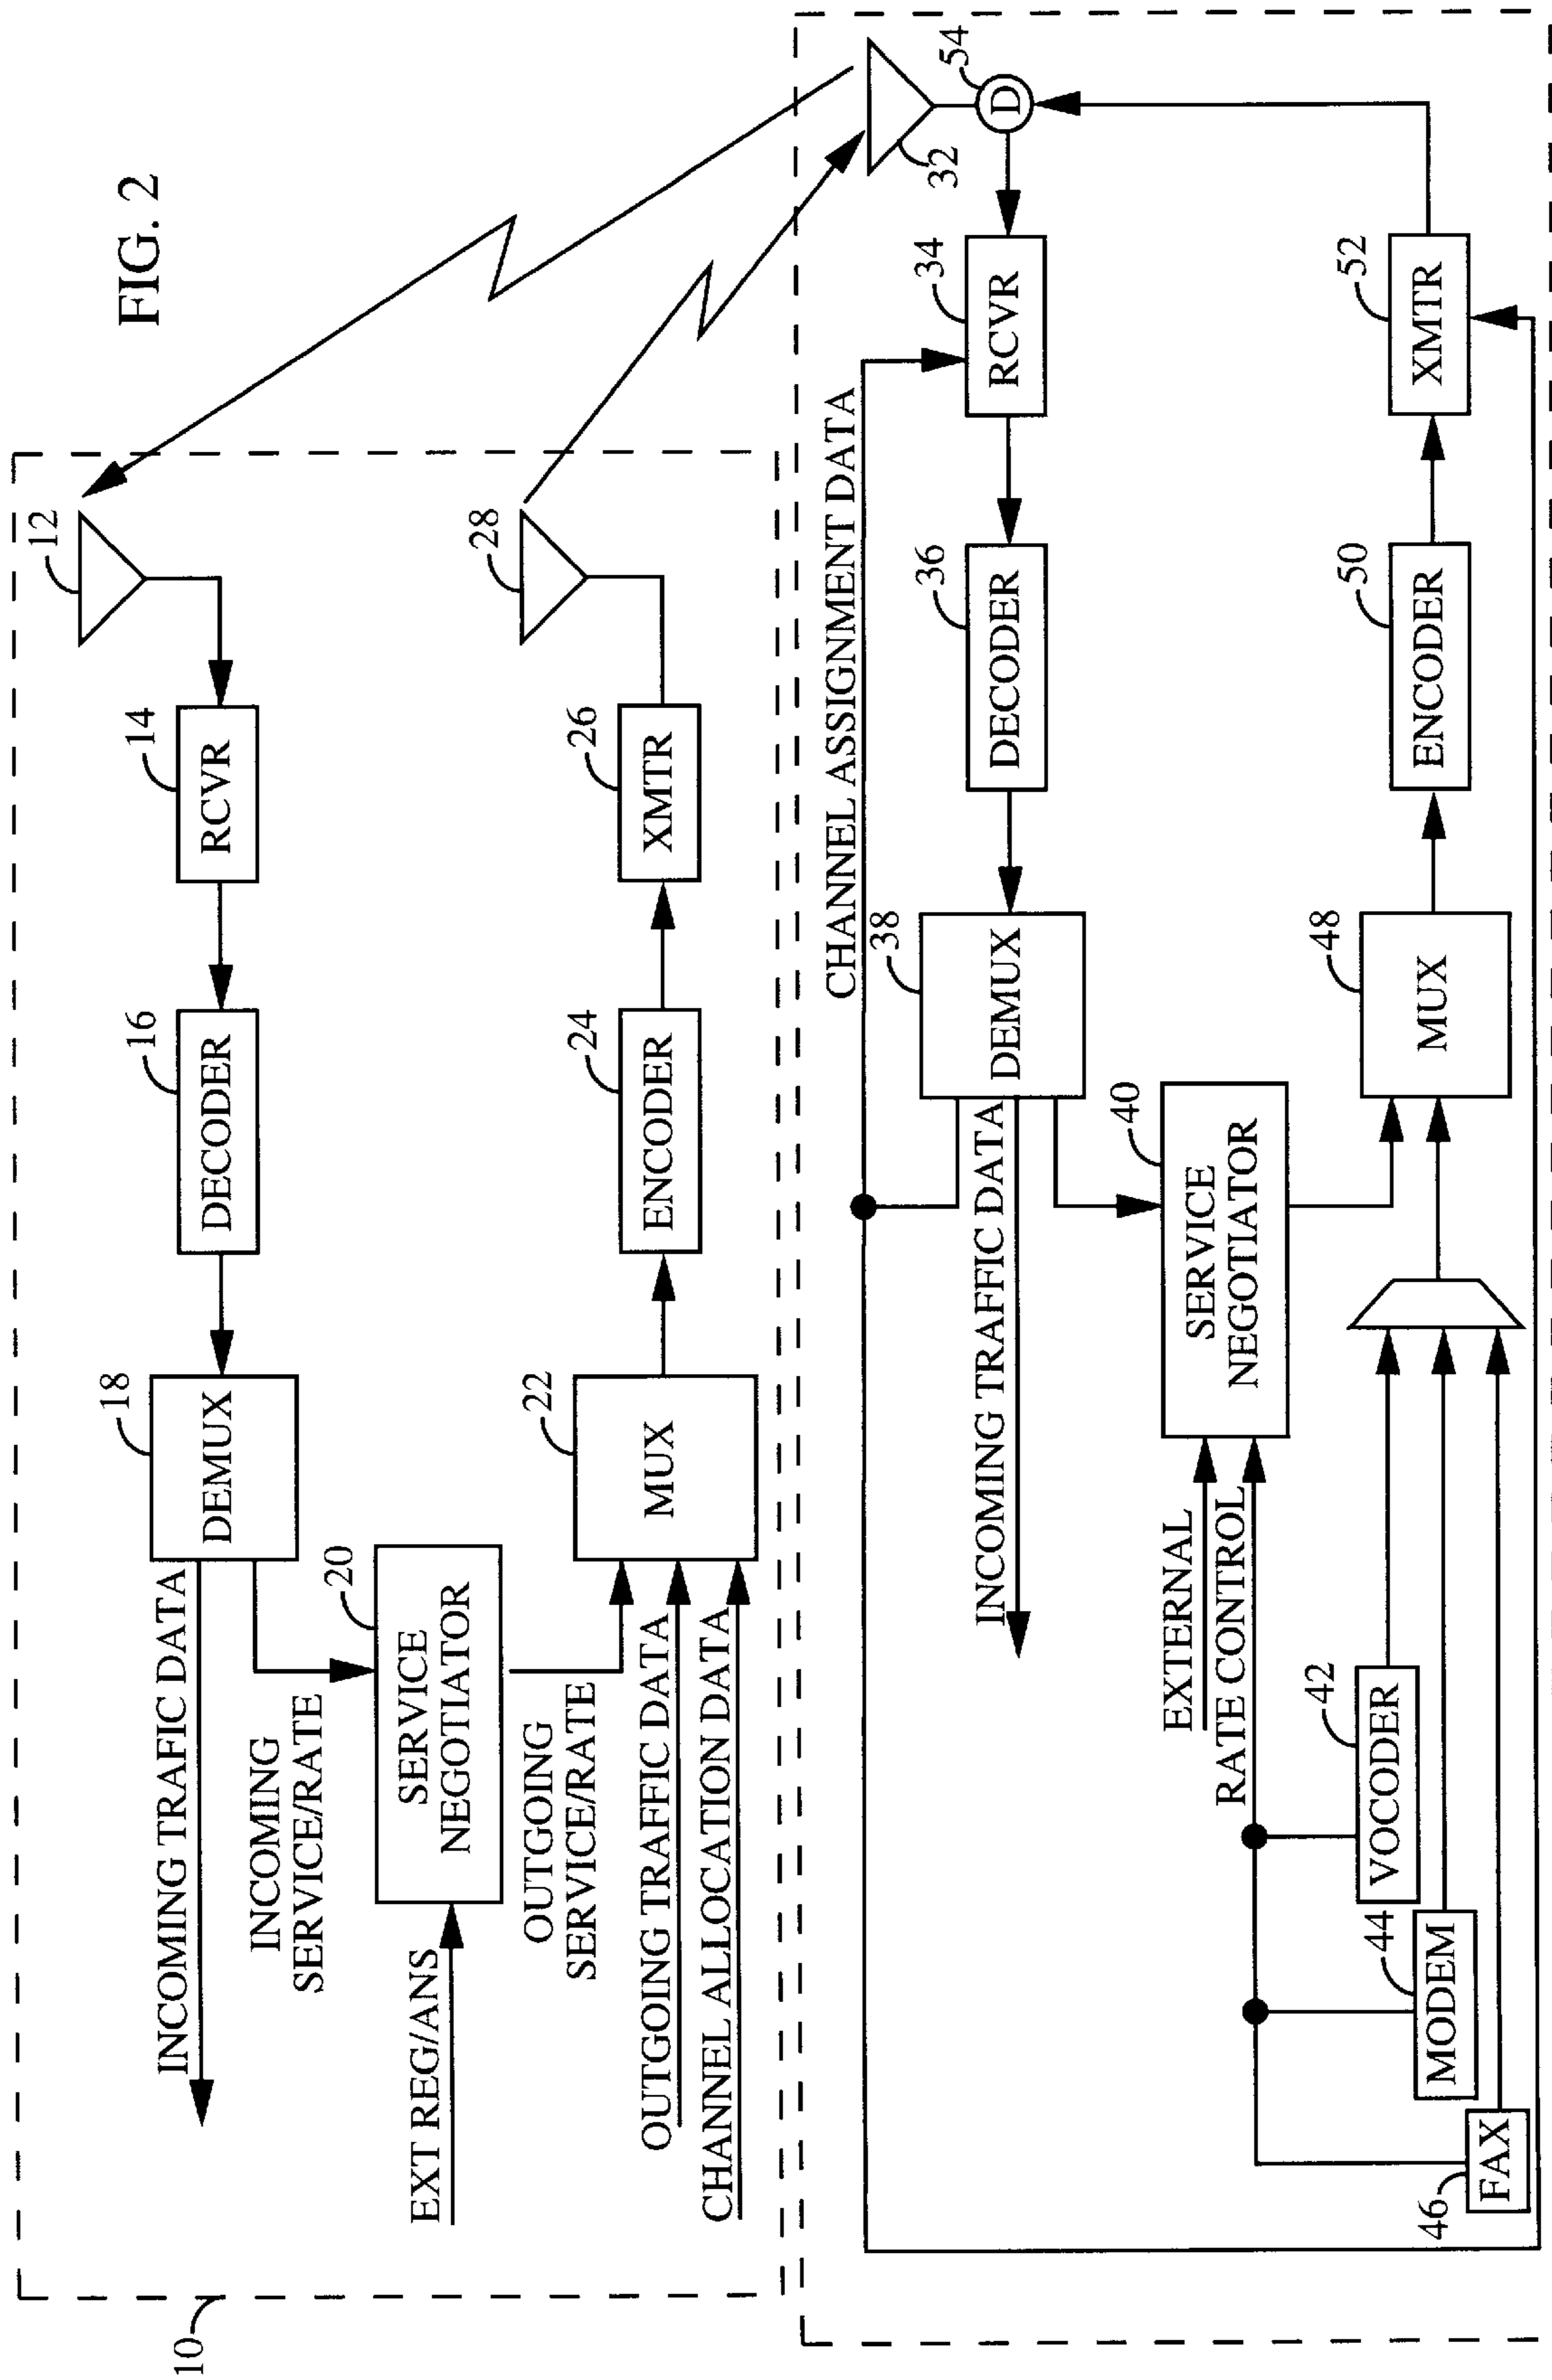 FIG. 2
10
12
RCVR
14
DECODER
16
DEMUX
18
INCOMING TRAFFIC DATA
INCOMING
SERVICE/RATE
SERVICE
NEGOTIATOR
20
EXT REG/ANS
OUTGOING
SERVICE/RATE
OUTGOING TRAFFIC DATA
CHANNEL ALLOCATION DATA
MUX
22
ENCODER
24
XMTR
26
28
CHANNEL ASSIGNMENT DATA
32
D
54
RCVR
34
DECODER
36
DEMUX
38
INCOMING TRAFFIC DATA
SERVICE
NEGOTIATOR
40
EXTERNAL
RATE CONTROL
VOCODER
42
MODEM
44
FAX
46
MUX
48
ENCODER
50
XMTR
52